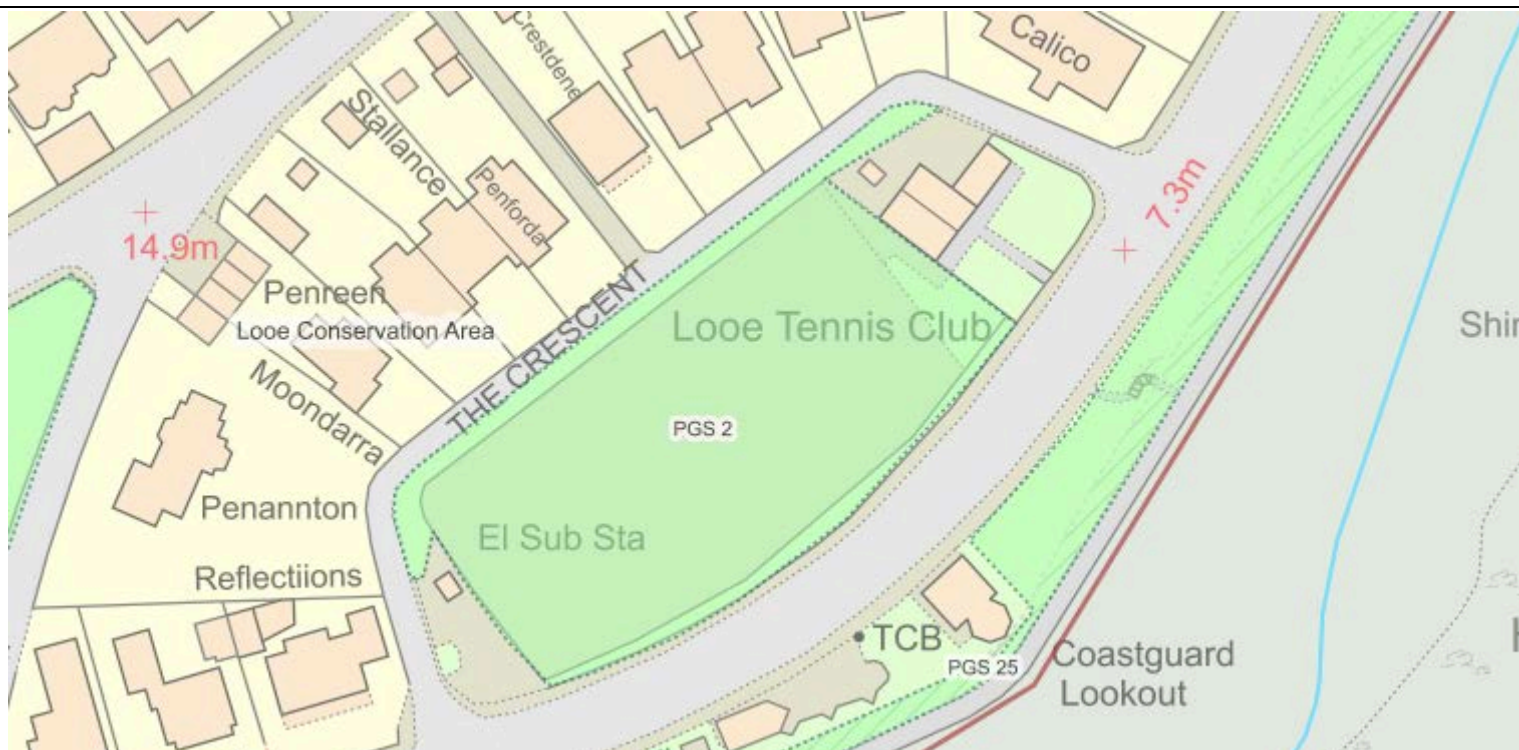 Calico
Crestdene
Stallance
Penforda
7.3m
14.9m
Penreen
Looe Conservation Area
Looe Tennis Club
Shir
THE CRESCENT
Moondarra
PGS 2
Penannton
El Sub Sta
Reflectiions
TCB
PGS 25
Coastguard
Lookout